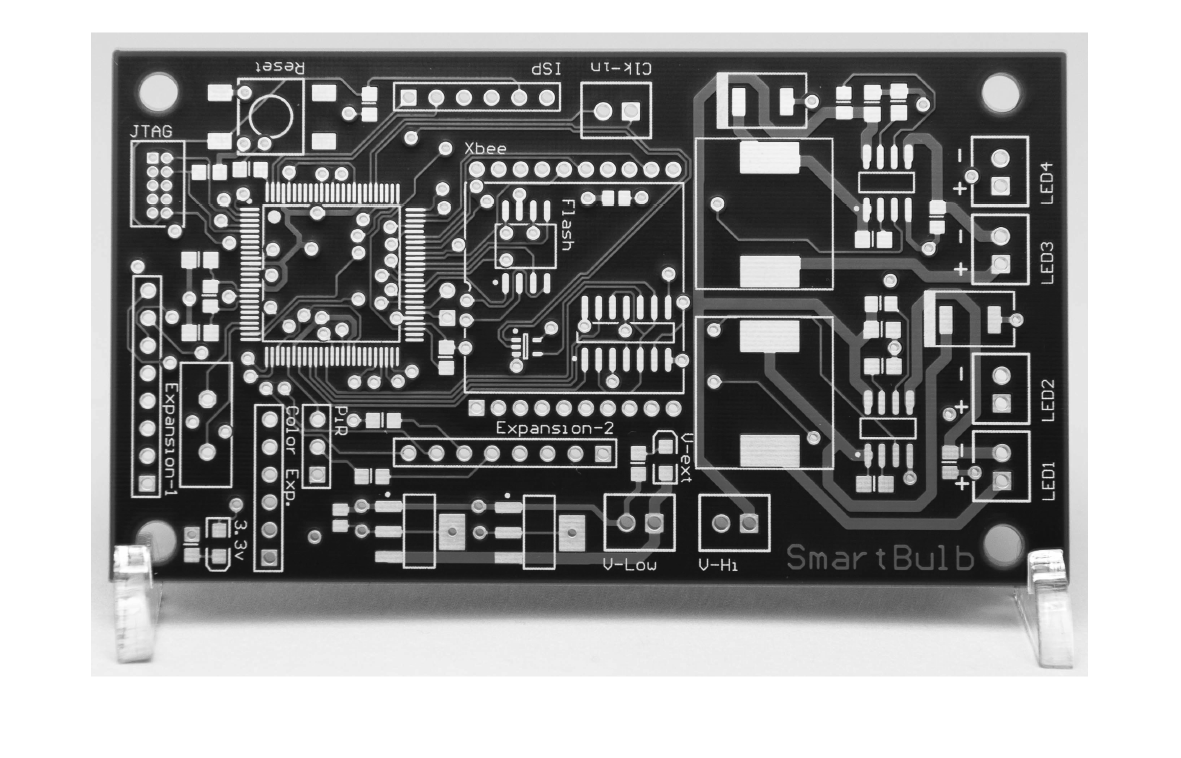 Reset
ISP
Clk-in
JTAG
Xbee
Flash
LED4
LED3
LED2
LED1
-
+
-
+
-
+
-
+
Expansion-1
Color Exp.
PiR
Expansion-2
V-ext
3.3v
V-Low
V-Hi
SmartBulb